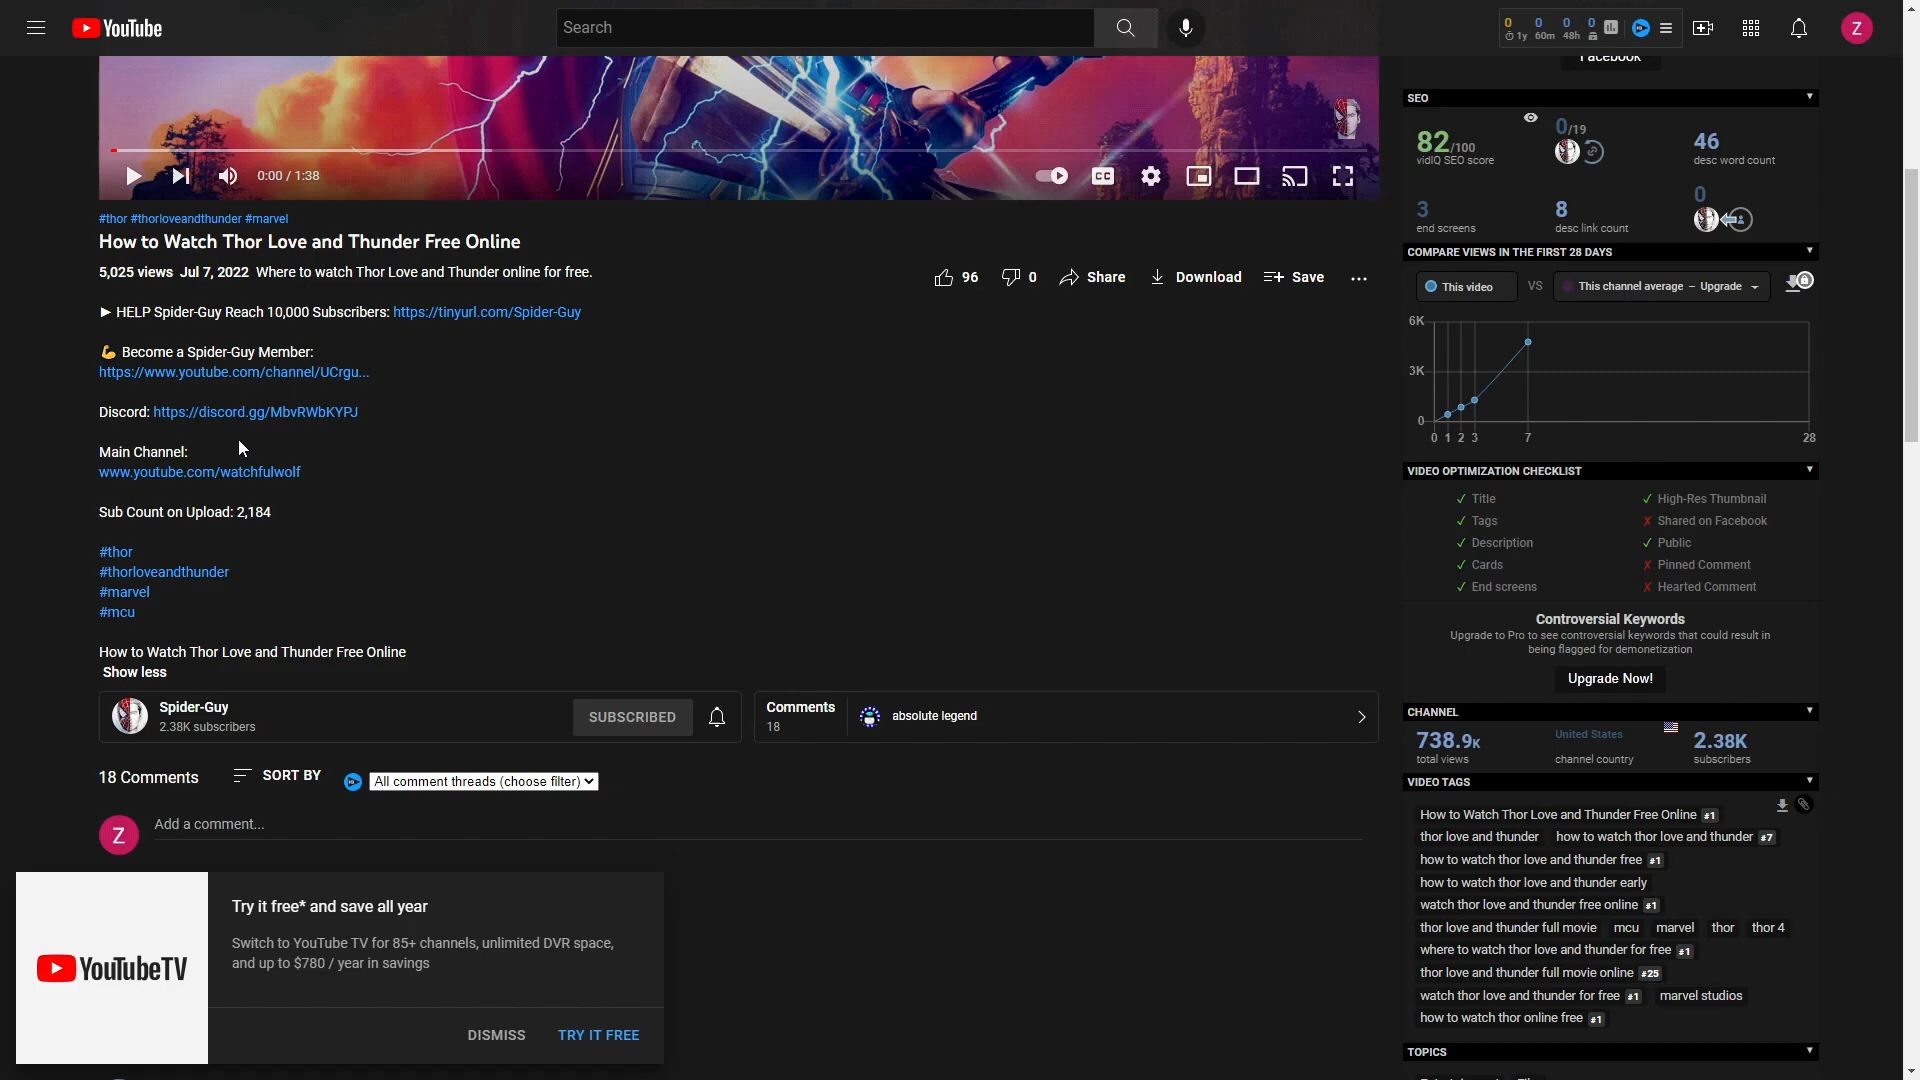 YouTube
Search
0 0 0 0
1y 60m 48h
Z
Facebook
SEO
82/100
vidIQ SEO score
0/19
46
desc word count
3
end screens
8
desc link count
0
0:00 / 1:38
CC
#thor #thorloveandthunder #marvel
How to Watch Thor Love and Thunder Free Online
5,025 views Jul 7, 2022 Where to watch Thor Love and Thunder online for free.
96 0 Share Download Save
▶ HELP Spider-Guy Reach 10,000 Subscribers: https://tinyurl.com/Spider-Guy
💪 Become a Spider-Guy Member:
https://www.youtube.com/channel/UCrgu...
Discord: https://discord.gg/MbvRWbKYPJ
Main Channel:
www.youtube.com/watchfulwolf
Sub Count on Upload: 2,184
#thor
#thorloveandthunder
#marvel
#mcu
How to Watch Thor Love and Thunder Free Online
Show less
Spider-Guy
2.38K subscribers
SUBSCRIBED
Comments
18
absolute legend
18 Comments
SORT BY
All comment threads (choose filter)
Z
Add a comment...
YouTubeTV
Try it free* and save all year
Switch to YouTube TV for 85+ channels, unlimited DVR space,
and up to $780 / year in savings
DISMISS TRY IT FREE
COMPARE VIEWS IN THE FIRST 28 DAYS
This video VS This channel average – Upgrade
6K
3K
0
0 1 2 3 7 28
VIDEO OPTIMIZATION CHECKLIST
✓ Title ✓ High-Res Thumbnail
✓ Tags ✗ Shared on Facebook
✓ Description ✓ Public
✓ Cards ✗ Pinned Comment
✓ End screens ✗ Hearted Comment
Controversial Keywords
Upgrade to Pro to see controversial keywords that could result in
being flagged for demonetization
Upgrade Now!
CHANNEL
738.9K
total views
United States
channel country
2.38K
subscribers
VIDEO TAGS
How to Watch Thor Love and Thunder Free Online #1
thor love and thunder how to watch thor love and thunder #7
how to watch thor love and thunder free #1
how to watch thor love and thunder early
watch thor love and thunder free online #1
thor love and thunder full movie mcu marvel thor thor 4
where to watch thor love and thunder for free #1
thor love and thunder full movie online #25
watch thor love and thunder for free #1 marvel studios
how to watch thor online free #1
TOPICS